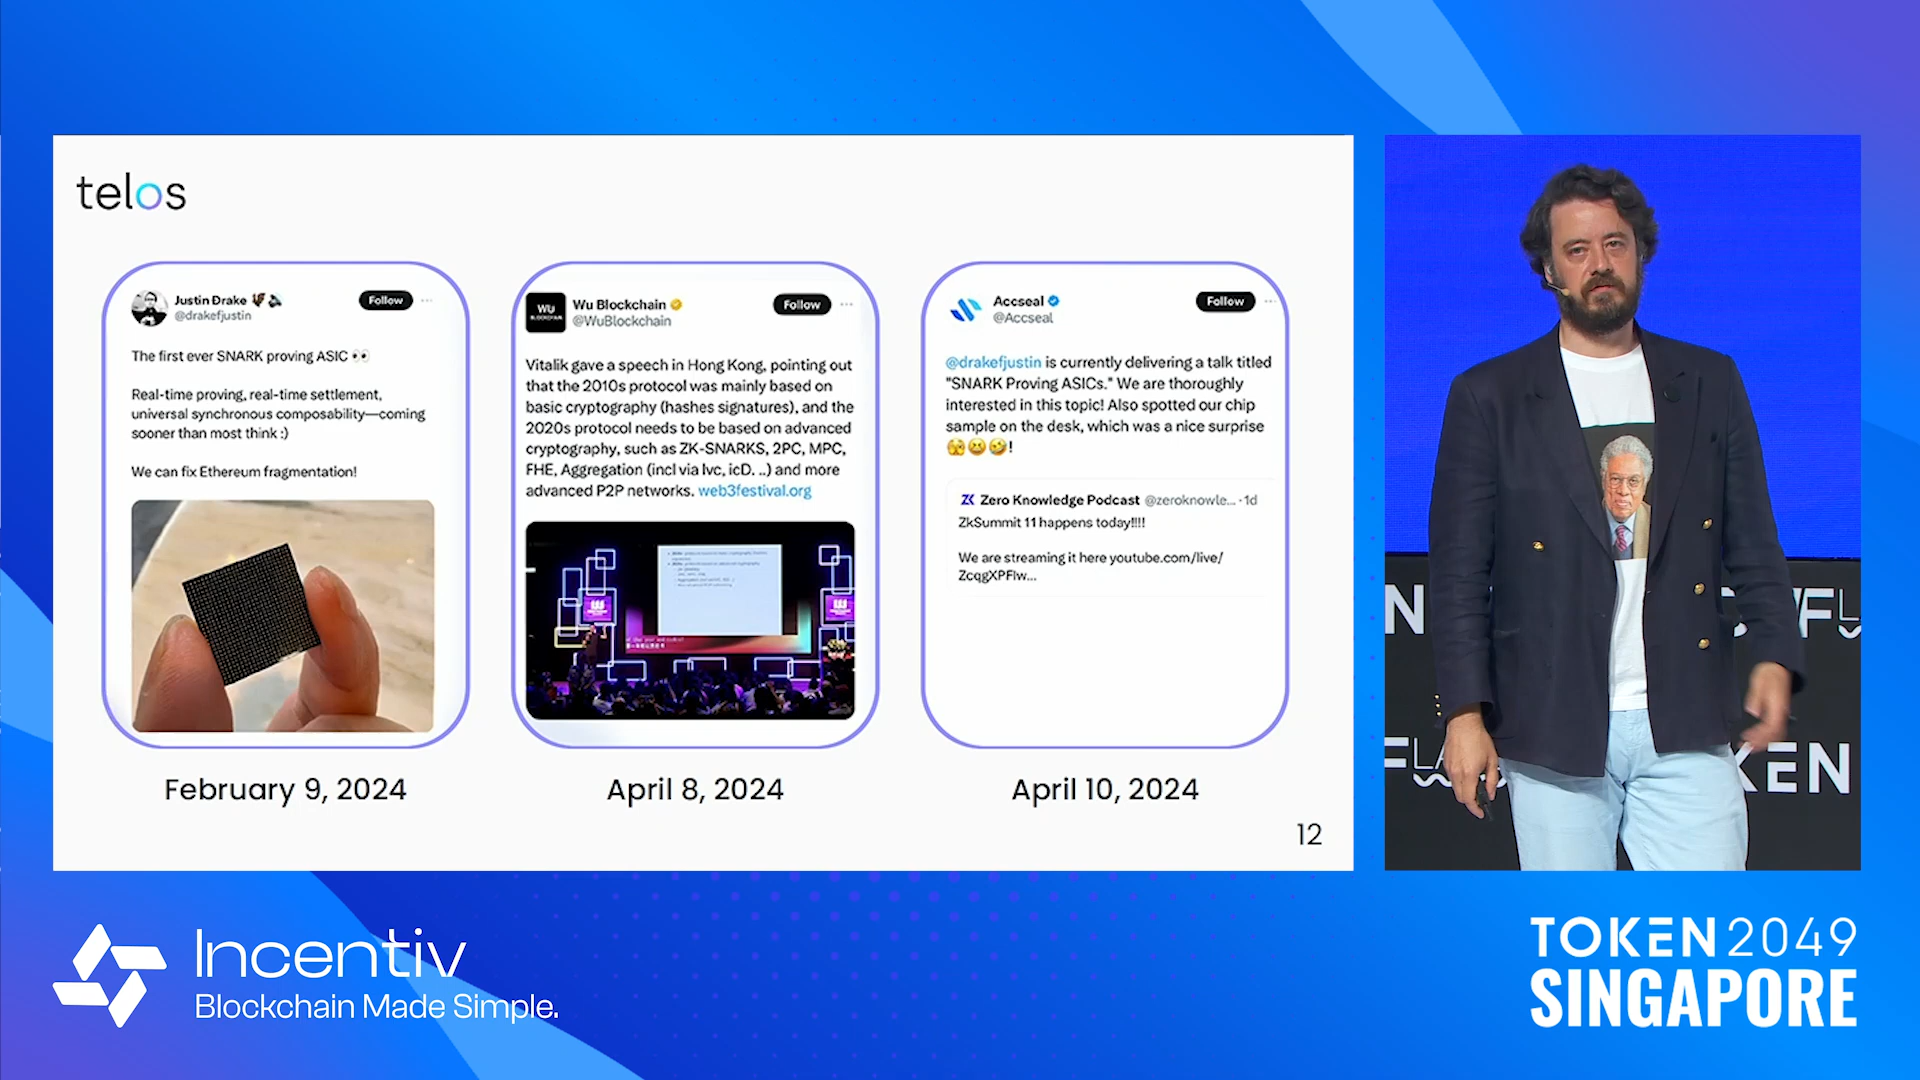 telos
Justin Drake
@drakefjustin
Follow
The first ever SNARK proving ASIC 👀
Real-time proving, real-time settlement,
universal synchronous composability—coming
sooner than most think :)
We can fix Ethereum fragmentation!
February 9, 2024
WU
BLOCKCHAIN
Wu Blockchain
@WuBlockchain
Follow
Vitalik gave a speech in Hong Kong, pointing out
that the 2010s protocol was mainly based on
basic cryptography (hashes signatures), and the
2020s protocol needs to be based on advanced
cryptography, such as ZK-SNARKS, 2PC, MPC,
FHE, Aggregation (incl via Ivc, icD. ..) and more
advanced P2P networks. web3festival.org
April 8, 2024
Accseal
@Accseal
Follow
@drakefjustin is currently delivering a talk titled
"SNARK Proving ASICs." We are thoroughly
interested in this topic! Also spotted our chip
sample on the desk, which was a nice surprise
🫣😆🤣!
ZK Zero Knowledge Podcast @zeroknowle... · 1d
ZkSummit 11 happens today!!!!
We are streaming it here youtube.com/live/
ZcqgXPFlw...
April 10, 2024
12
Incentiv
Blockchain Made Simple.
TOKEN2049
SINGAPORE